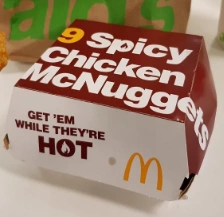 9 Spicy
Chicken
McNuggets
GET 'EM
WHILE THEY'RE
HOT